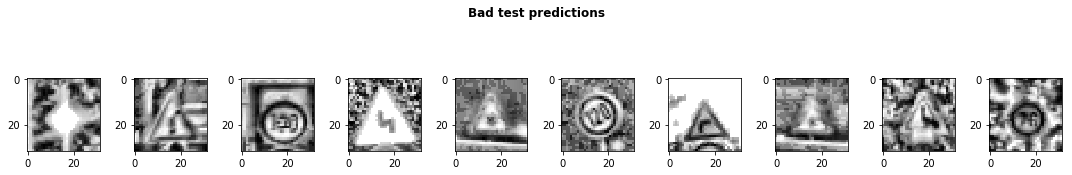 Bad test predictions
0 0 0 0 0 0 0 0 0 0
20 20 20 20 20 20 20 20 20 20
0 20 0 20 0 20 0 20 0 20 0 20 0 20 0 20 0 20 0 20